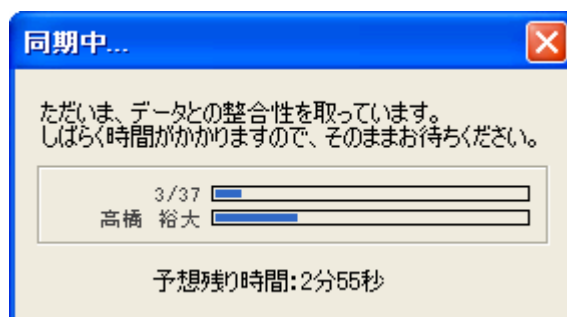 同期中...
ただいま、データとの整合性を取っています。
しばらく時間がかかりますので、そのままお待ちください。
3/37
高橋 裕大
予想残り時間:2分55秒